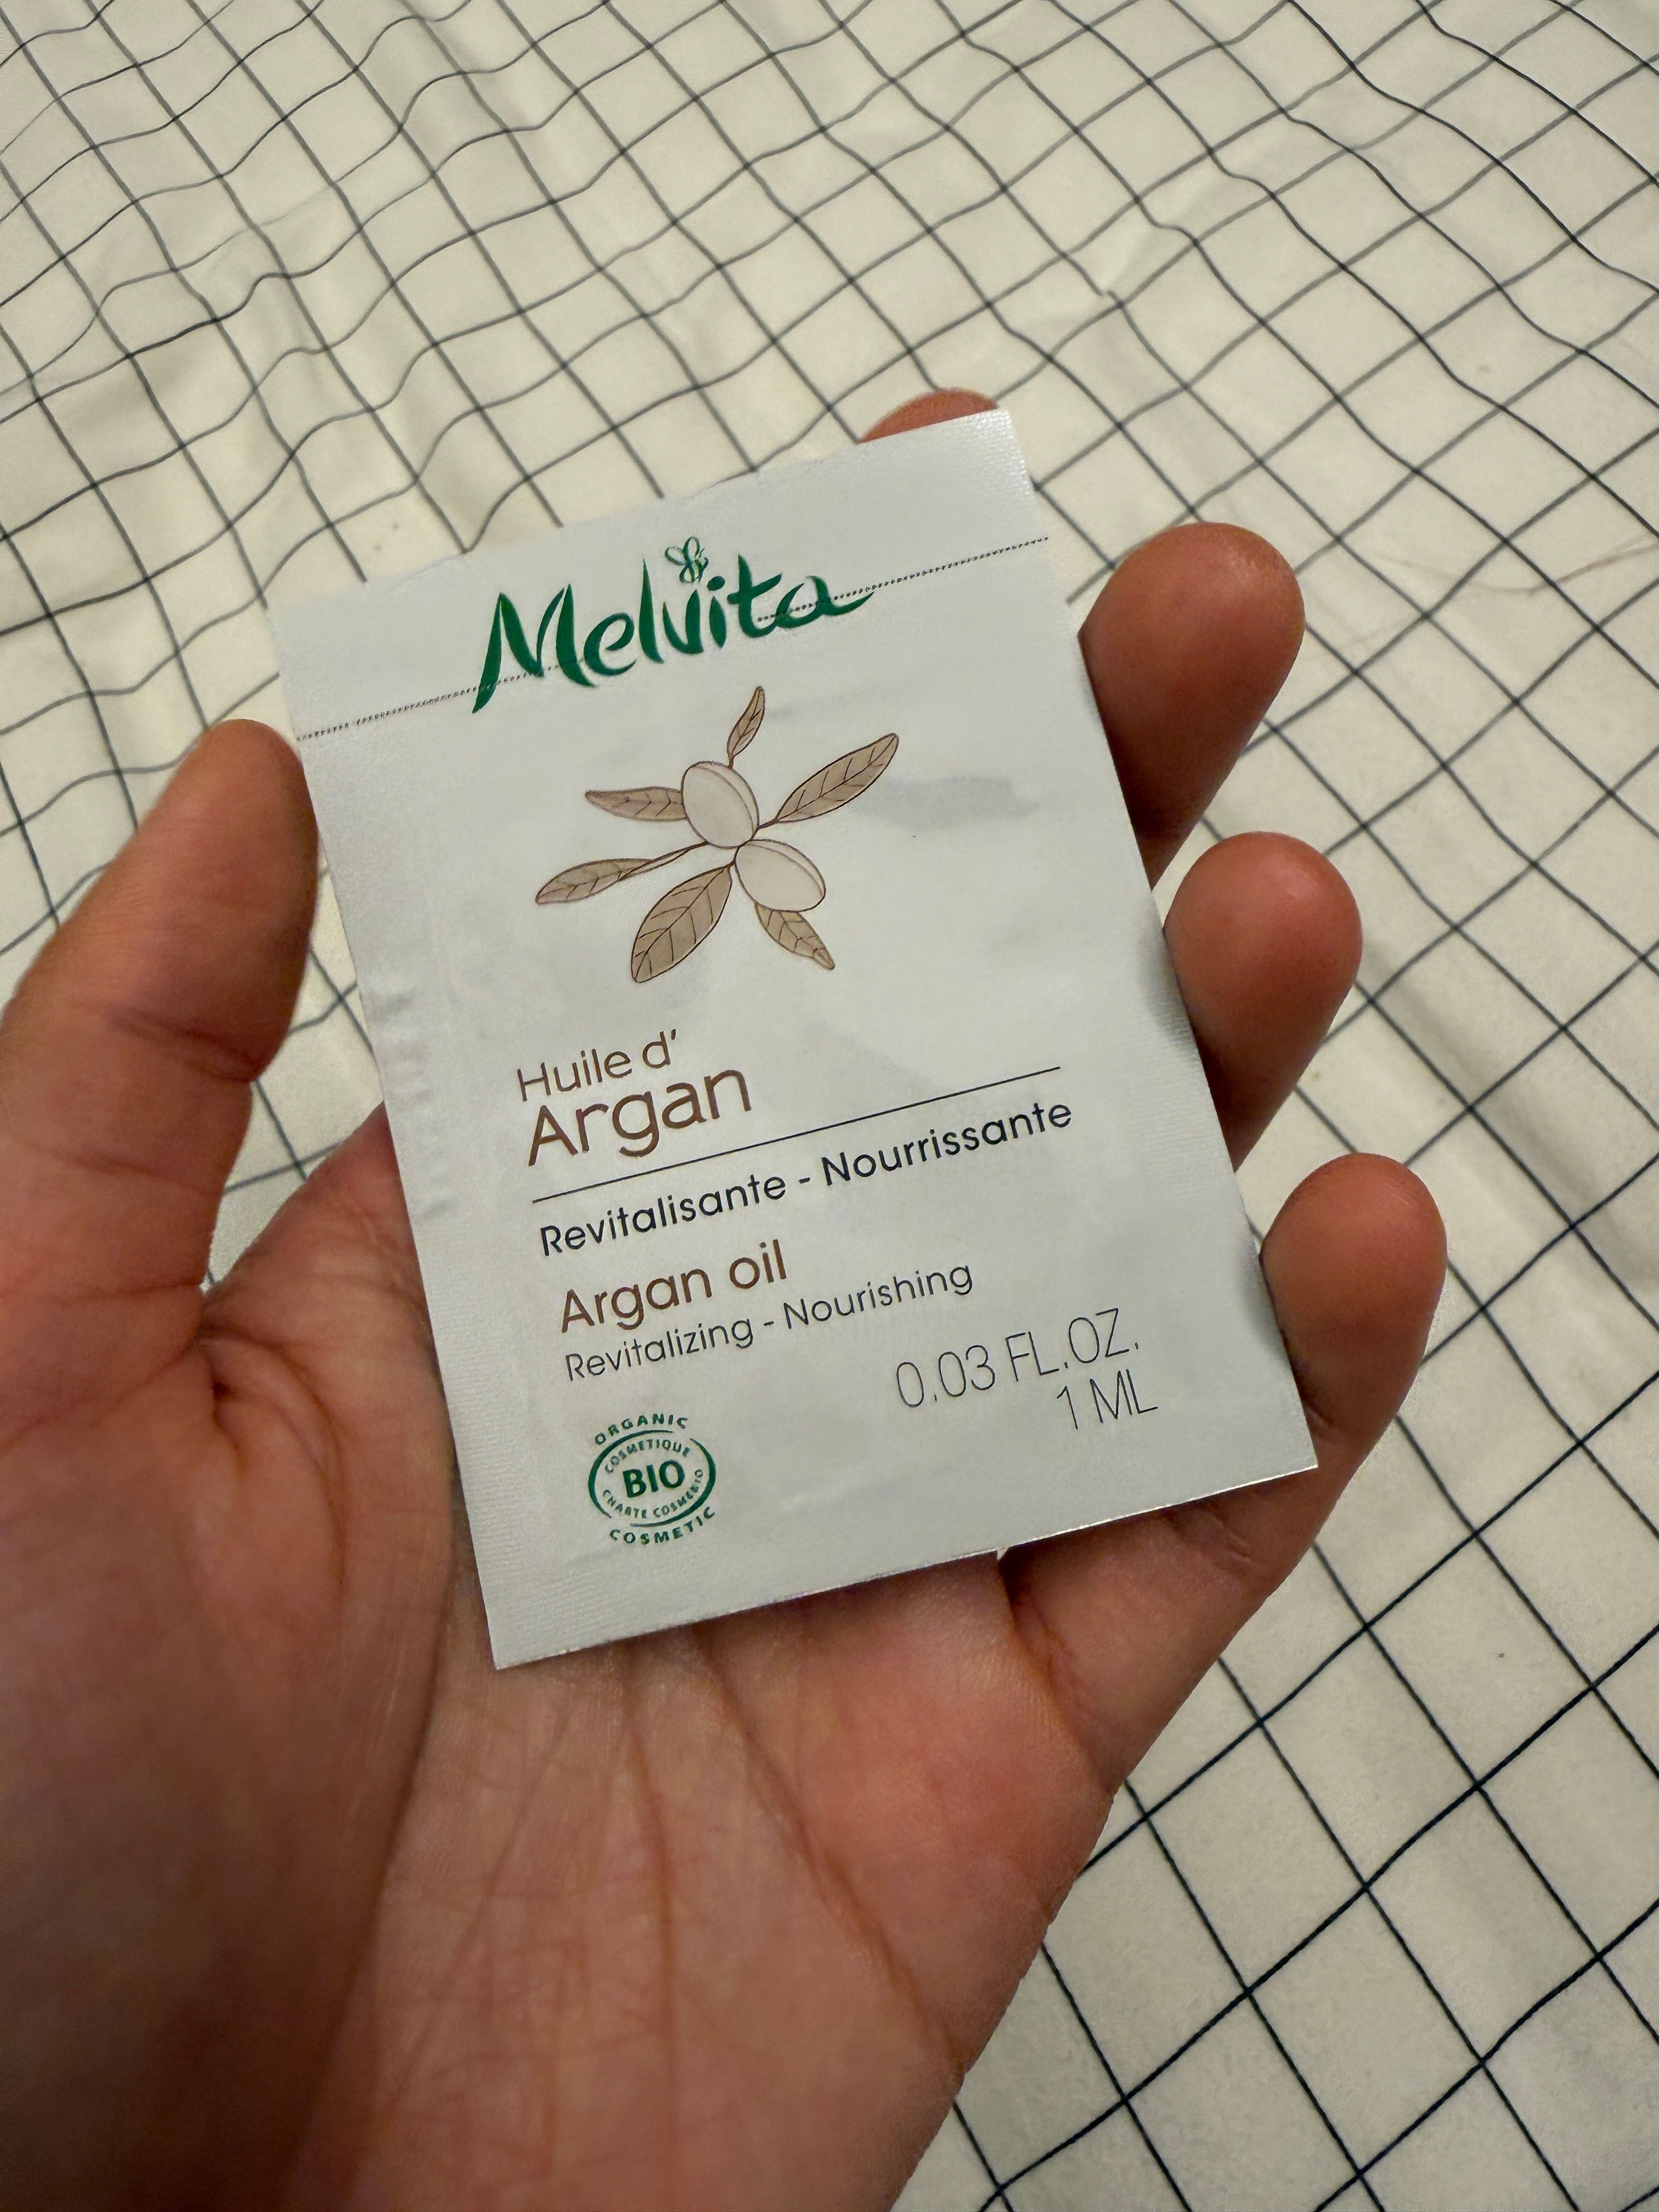 Melvita
Huile d'
Argan
Revitalisante - Nourrissante
Argan oil
Revitalizing - Nourishing
0.03 FL.OZ.
1 ML
ORGANIC
COSMETIQUE
BIO
CHARTE COSMEBIO
COSMETIC